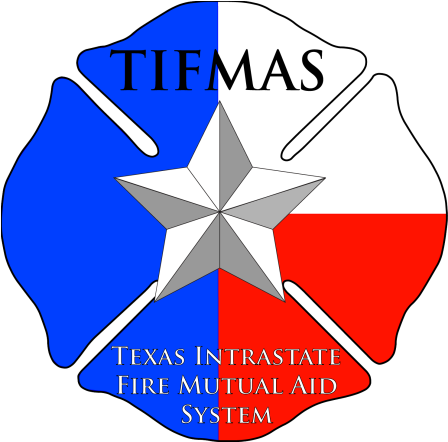 TIFMAS
Texas Intrastate
Fire Mutual Aid
System